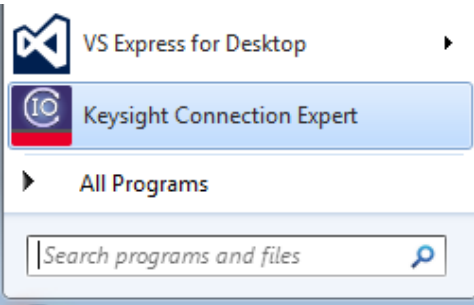 VS Express for Desktop
IO
Keysight Connection Expert
All Programs
Search programs and files